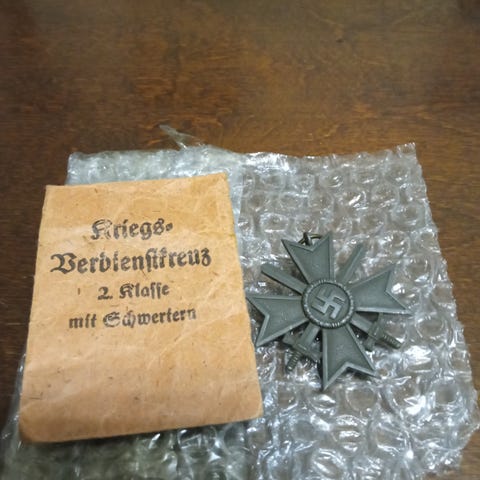 Kriegs-
Verdienstkreuz
2. Klasse
mit Schwertern